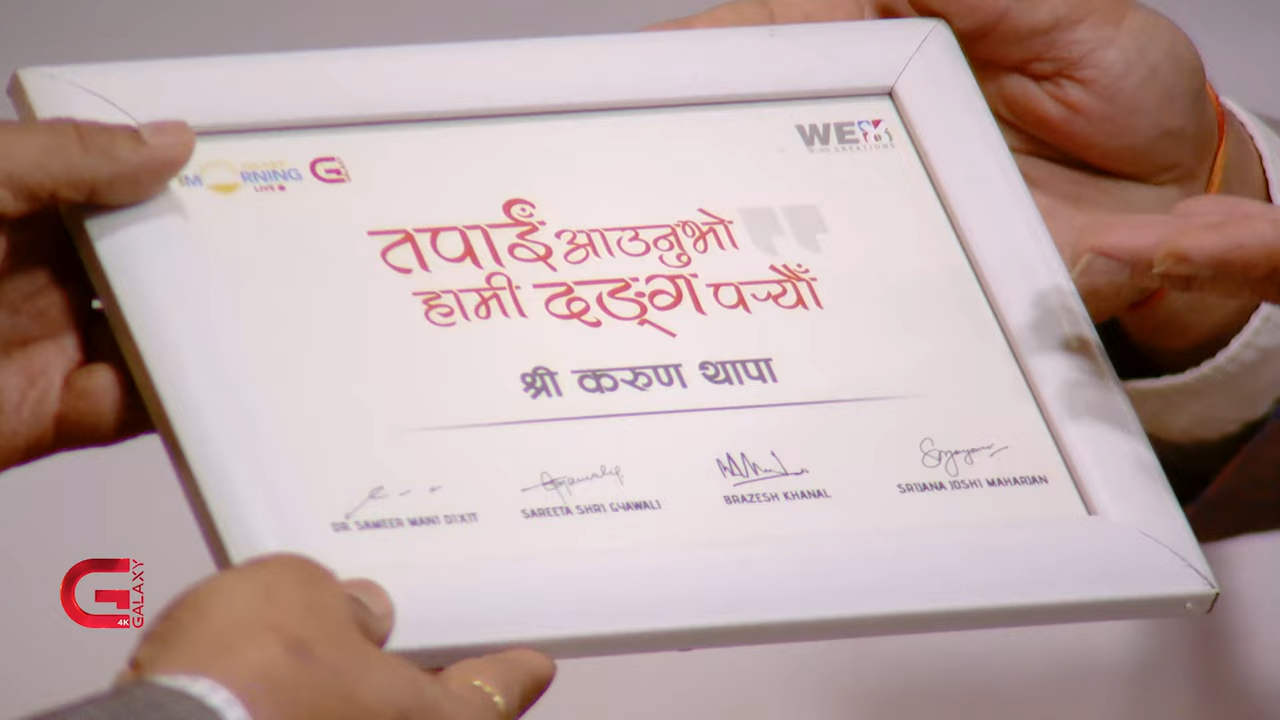 MORNING
LIVE
G
WE
CREATIONS
तपाईं आउनुभो
हामी दङ्ग पर्‍यौं
श्री करुण थापा
DR. SAMEER MANI DIXIT
SAREETA SHRI GYAWALI
BRAZESH KHANAL
SRIJANA JOSHI MAHARJAN
G
4K
GALAXY